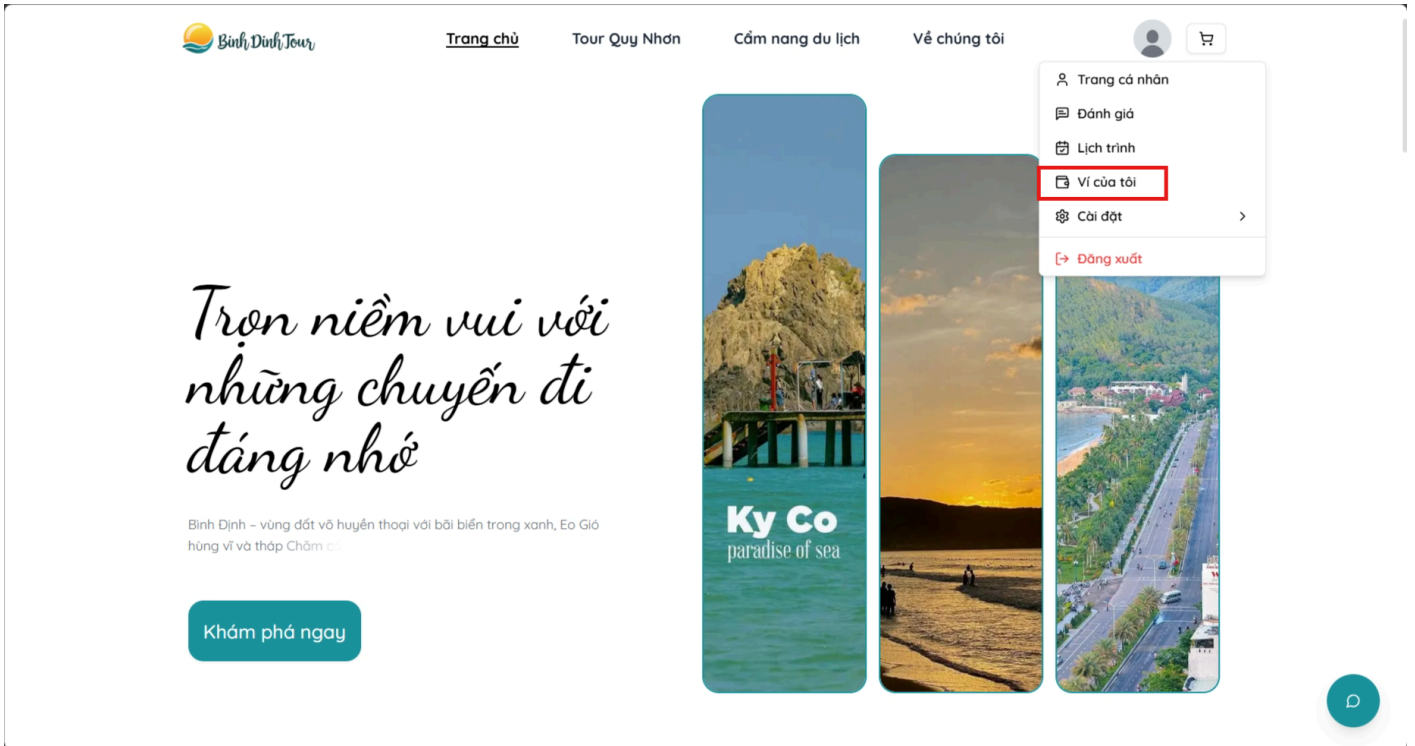 Binh Dinh Tour
Trang chủ
Tour Quy Nhơn
Cẩm nang du lịch
Về chúng tôi
Trang cá nhân
Đánh giá
Lịch trình
Ví của tôi
Cài đặt
Đăng xuất
Trọn niềm vui với
những chuyến đi
đáng nhớ
Bình Định – vùng đất võ huyền thoại với bãi biển trong xanh, Eo Gió
hùng vĩ và tháp Chăm
Khám phá ngay
Ky Co
paradise of sea